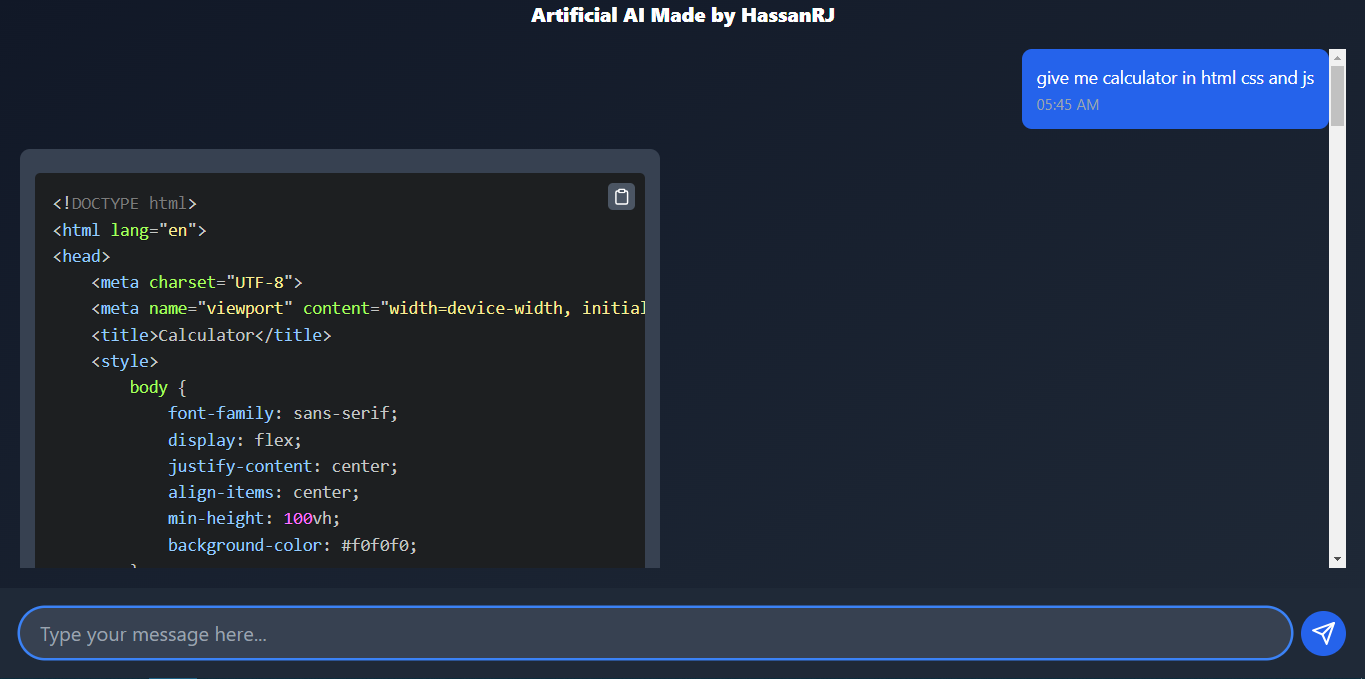 Artificial AI Made by HassanRJ
give me calculator in html css and js
05:45 AM
<!DOCTYPE html>
<html lang="en">
<head>
    <meta charset="UTF-8">
    <meta name="viewport" content="width=device-width, initial
    <title>Calculator</title>
    <style>
        body {
            font-family: sans-serif;
            display: flex;
            justify-content: center;
            align-items: center;
            min-height: 100vh;
            background-color: #f0f0f0;
        }
Type your message here...